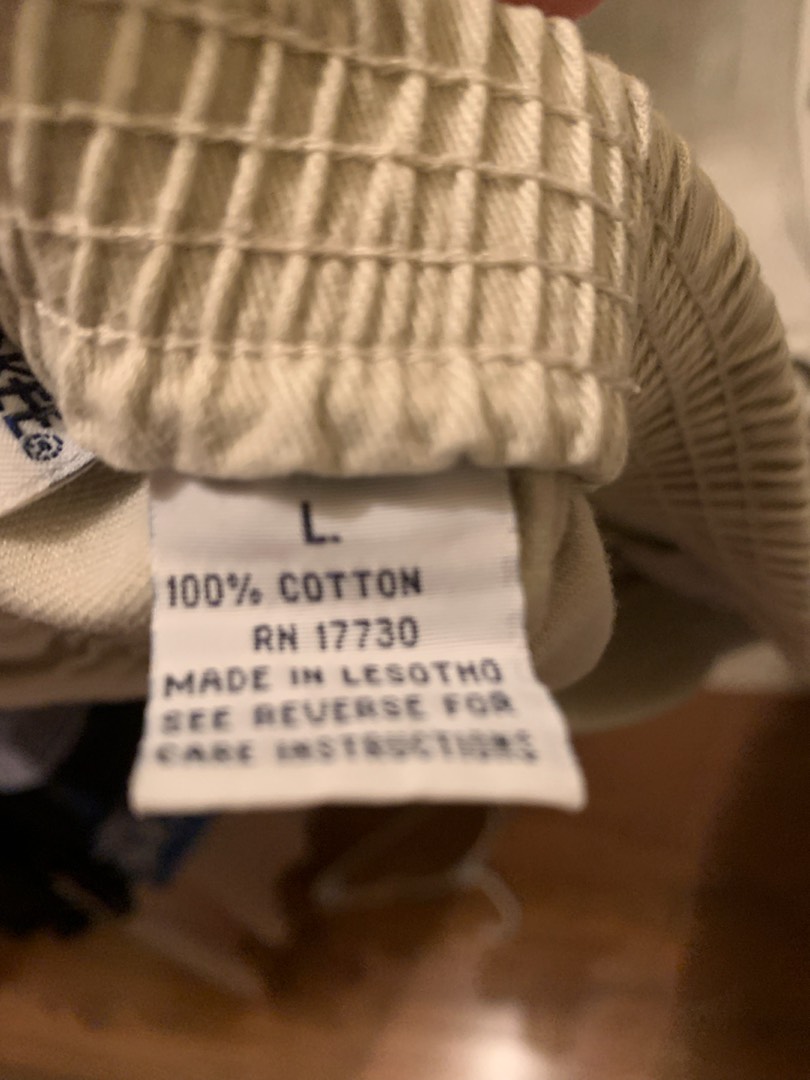 L.
100% COTTON
RN 17730
MADE IN LESOTHO
SEE REVERSE FOR
CARE INSTRUCTIONS
®